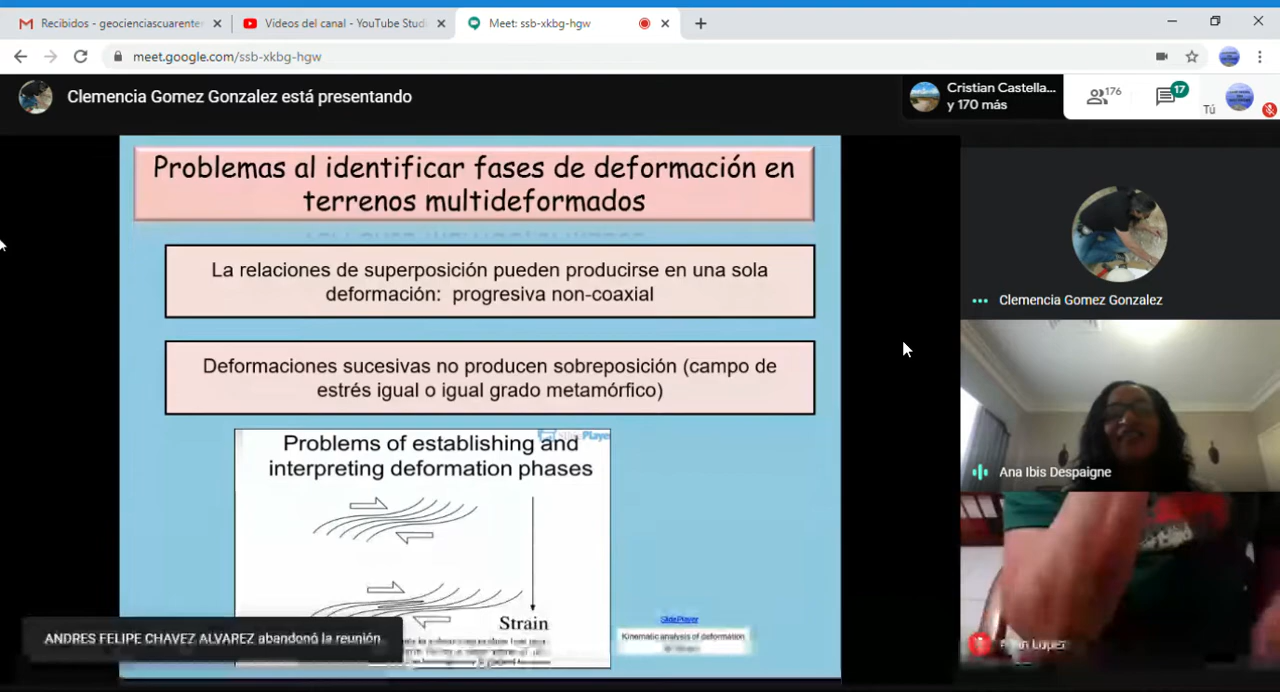 Recibidos - geocienciascuarente
Videos del canal - YouTube Stud
Meet: ssb-xkbg-hgw
meet.google.com/ssb-xkbg-hgw
Clemencia Gomez Gonzalez está presentando
Cristian Castella...
y 170 más
176
17
Tú
Problemas al identificar fases de deformación en
terrenos multideformados
La relaciones de superposición pueden producirse en una sola
deformación: progresiva non-coaxial
Deformaciones sucesivas no producen sobreposición (campo de
estrés igual o igual grado metamórfico)
SlidePlayer
Problems of establishing and
interpreting deformation phases
Strain
SlidePlayer
Kinematic analysis of deformation
ANDRES FELIPE CHAVEZ ALVAREZ abandonó la reunión
Clemencia Gomez Gonzalez
Ana Ibis Despaigne